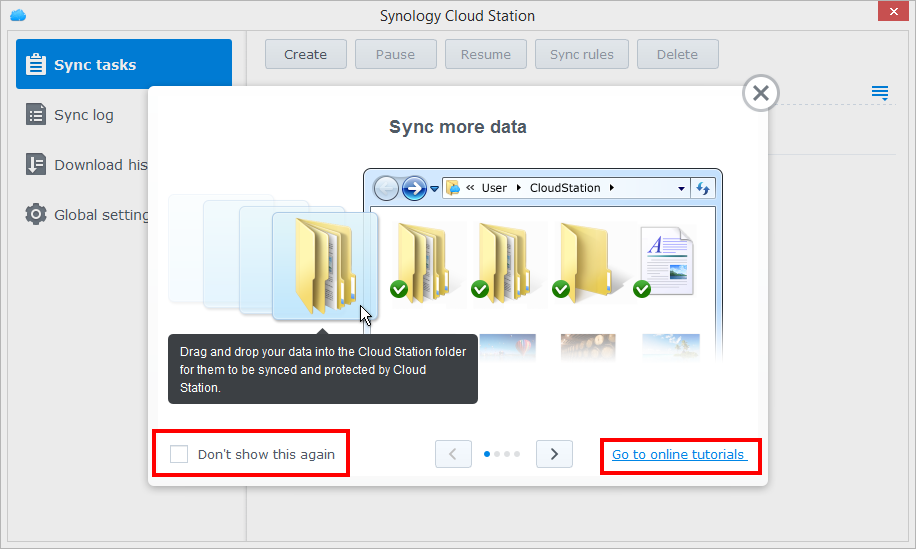 Synology Cloud Station
Sync tasks
Sync log
Download his
Global setting
Create
Pause
Resume
Sync rules
Delete
Sync more data
« User CloudStation
A
Drag and drop your data into the Cloud Station folder
for them to be synced and protected by Cloud
Station.
Don't show this again
Go to online tutorials